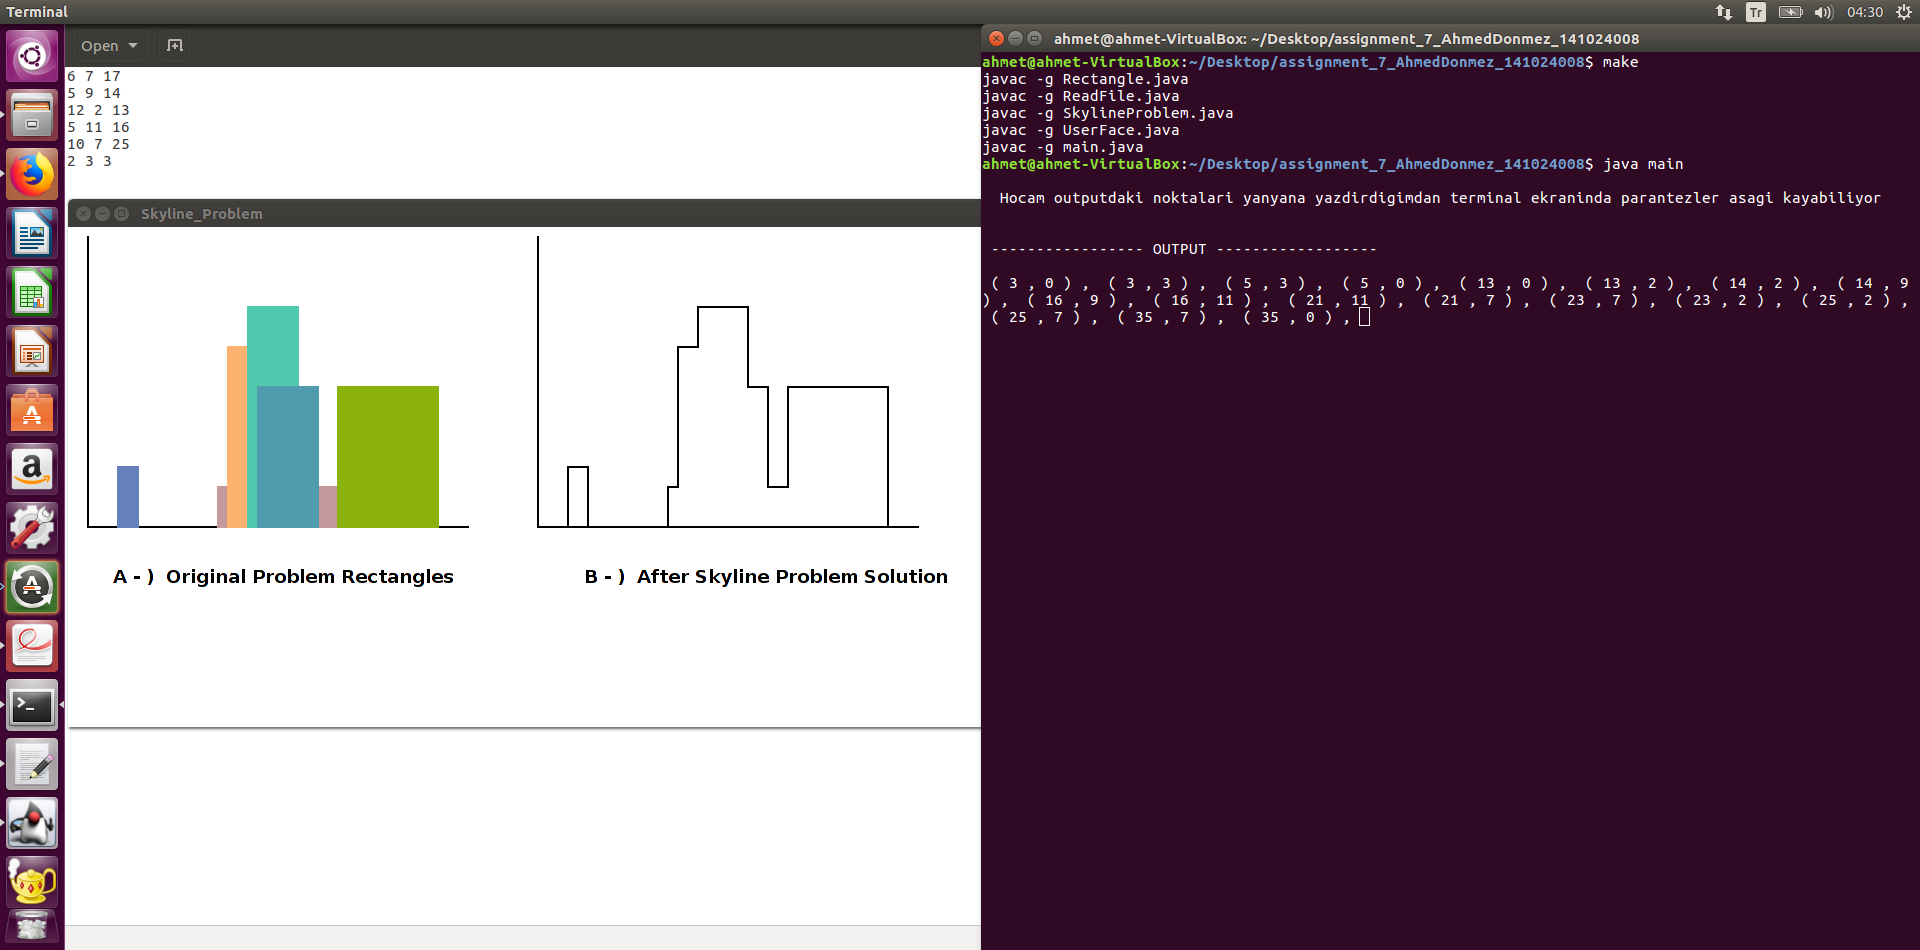 Terminal
Tr
04:30
Open
6 7 17
5 9 14
12 2 13
5 11 16
10 7 25
2 3 3
Skyline_Problem
A - )  Original Problem Rectangles
B - )  After Skyline Problem Solution
ahmet@ahmet-VirtualBox: ~/Desktop/assignment_7_AhmedDonmez_141024008
ahmet@ahmet-VirtualBox:~/Desktop/assignment_7_AhmedDonmez_141024008$ make
javac -g Rectangle.java
javac -g ReadFile.java
javac -g SkylineProblem.java
javac -g UserFace.java
javac -g main.java
ahmet@ahmet-VirtualBox:~/Desktop/assignment_7_AhmedDonmez_141024008$ java main
Hocam outputdaki noktalari yanyana yazdirdigimdan terminal ekraninda parantezler asagi kayabiliyor
----------------- OUTPUT ------------------
( 3 , 0 ) ,  ( 3 , 3 ) ,  ( 5 , 3 ) ,  ( 5 , 0 ) ,  ( 13 , 0 ) ,  ( 13 , 2 ) ,  ( 14 , 2 ) ,  ( 14 , 9
) ,  ( 16 , 9 ) ,  ( 16 , 11 ) ,  ( 21 , 11 ) ,  ( 21 , 7 ) ,  ( 23 , 7 ) ,  ( 23 , 2 ) ,  ( 25 , 2 ) ,
( 25 , 7 ) ,  ( 35 , 7 ) ,  ( 35 , 0 ) ,